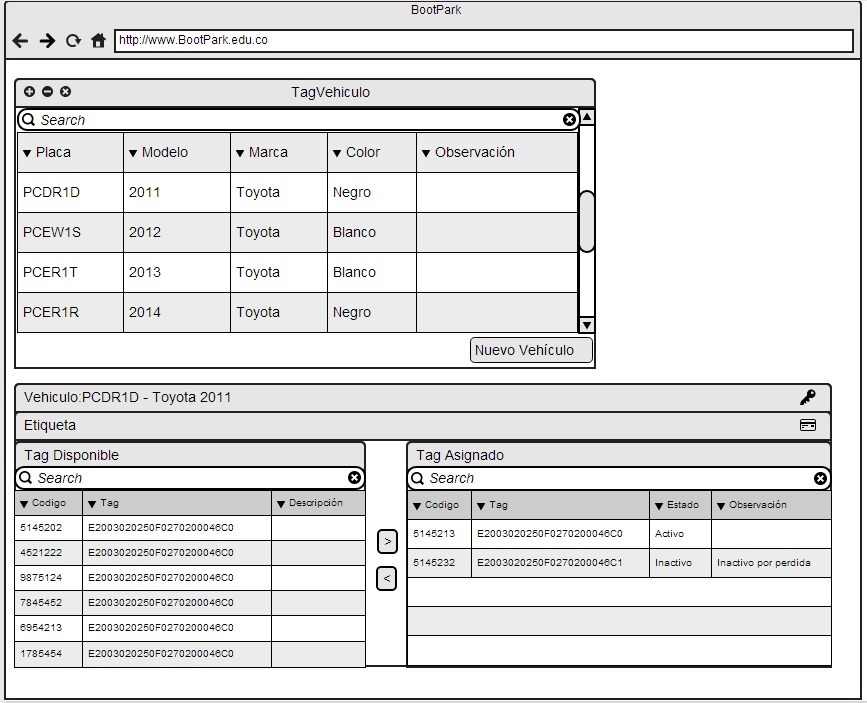 BootPark
http://www.BootPark.edu.co
TagVehiculo
Search
Placa Modelo Marca Color Observación
PCDR1D 2011 Toyota Negro
PCEW1S 2012 Toyota Blanco
PCER1T 2013 Toyota Blanco
PCER1R 2014 Toyota Negro
Nuevo Vehículo
Vehiculo:PCDR1D - Toyota 2011
Etiqueta
Tag Disponible
Search
Codigo Tag Descripción
5145202 E2003020250F0270200046C0
4521222 E2003020250F0270200046C0
9875124 E2003020250F0270200046C0
7845452 E2003020250F0270200046C0
6954213 E2003020250F0270200046C0
1785454 E2003020250F0270200046C0
>
<
Tag Asignado
Search
Codigo Tag Estado Observación
5145213 E2003020250F0270200046C0 Activo
5145232 E2003020250F0270200046C1 Inactivo Inactivo por perdida